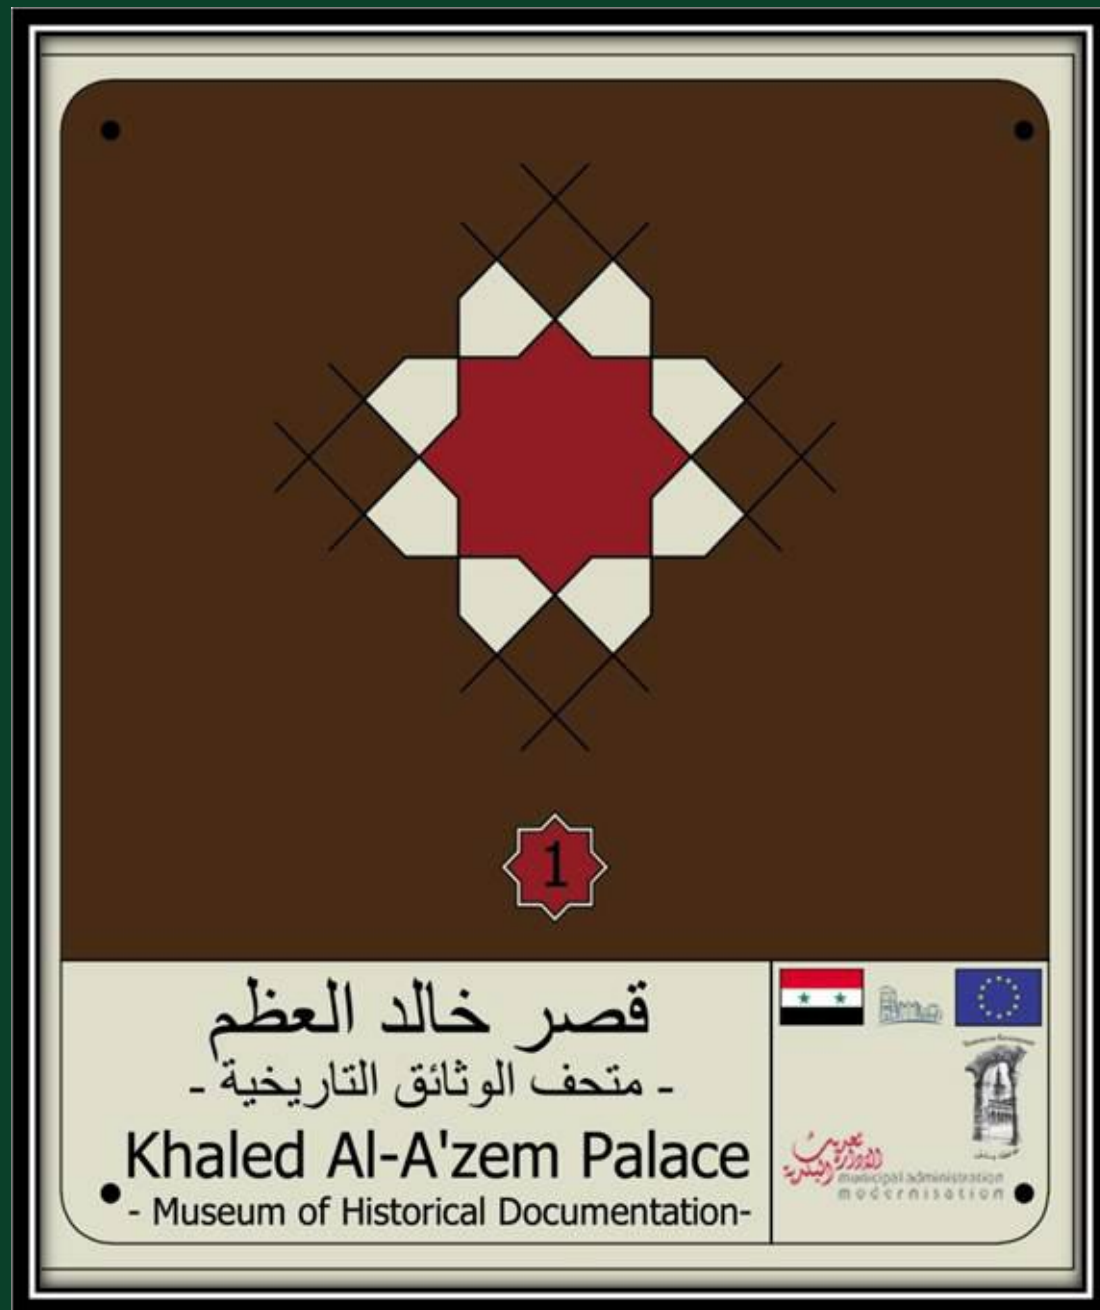 1
قصر خالد العظم
- متحف الوثائق التاريخية -
Khaled Al-A'zem Palace
- Museum of Historical Documentation-
municipal administration
modernisation